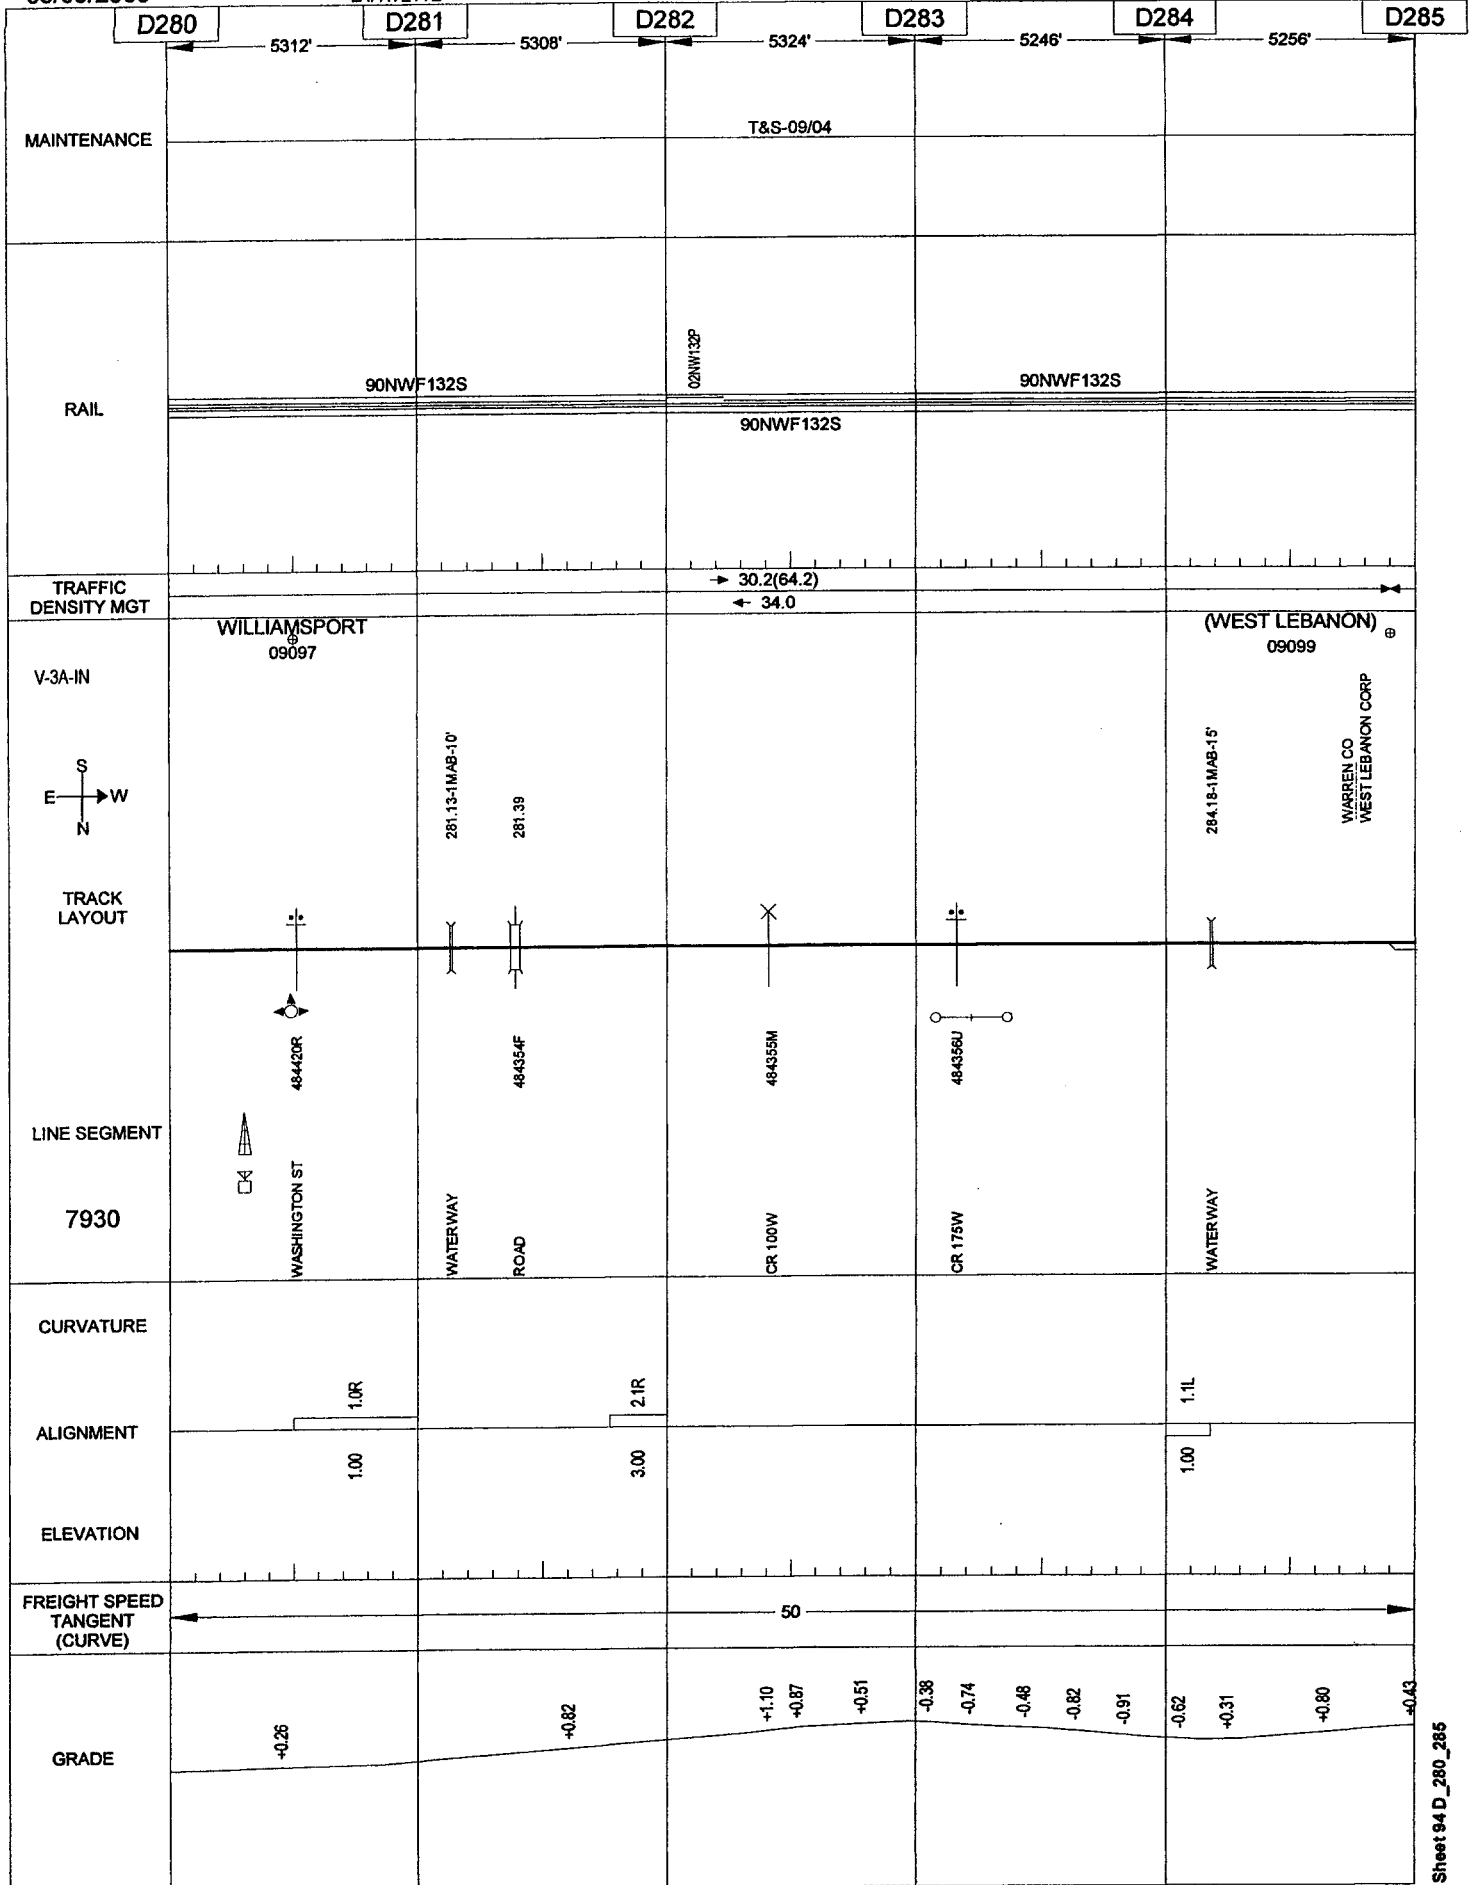 D280 D281 D282 D283 D284 D285
5312' 5308' 5324' 5246' 5256'
MAINTENANCE
T&S-09/04
RAIL
90NWF132S
02NW132P
90NWF132S
90NWF132S
TRAFFIC
DENSITY MGT
30.2(64.2)
34.0
WILLIAMSPORT
09097
(WEST LEBANON)
09099
V-3A-IN
S
E W
N
281.13-1MAB-10'
281.39
284.18-1MAB-15'
WARREN CO
WEST LEBANON CORP
TRACK
LAYOUT
484420R
484354F
484355M
484356U
LINE SEGMENT
7930
WASHINGTON ST
WATERWAY
ROAD
CR 100W
CR 175W
WATERWAY
CURVATURE
1.0R
2.1R
1.1L
ALIGNMENT
1.00
3.00
1.00
ELEVATION
FREIGHT SPEED
TANGENT
(CURVE)
50
GRADE
+0.26
+0.82
+1.10
+0.87
+0.51
-0.38
-0.74
-0.48
-0.82
-0.91
-0.62
+0.31
+0.80
+0.43
Sheet 94 D_280_285